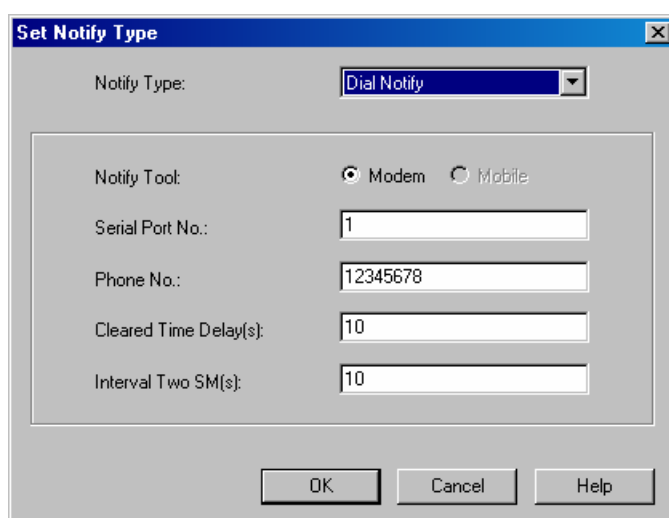 Set Notify Type
Notify Type: Dial Notify
Notify Tool: Modem Mobile
Serial Port No.: 1
Phone No.: 12345678
Cleared Time Delay(s): 10
Interval Two SM(s): 10
OK Cancel Help